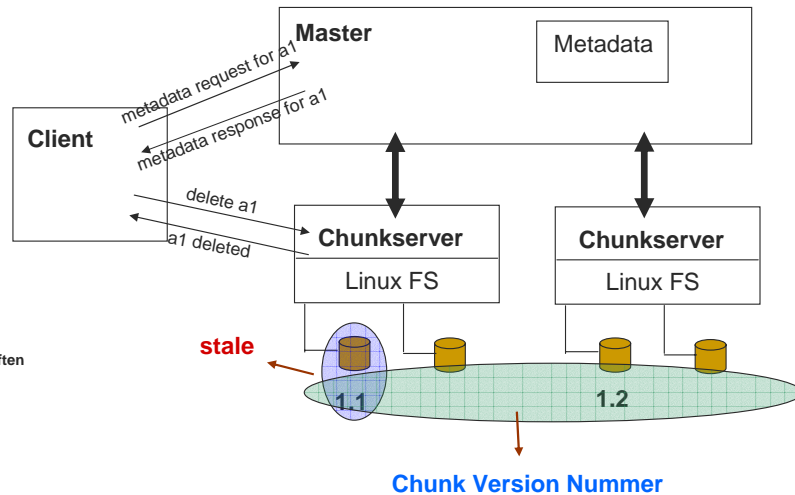 Master
Metadata
metadata request for a1
metadata response for a1
Client
delete a1
a1 deleted
Chunkserver
Linux FS
Chunkserver
Linux FS
ften
stale
1.1
1.2
Chunk Version Nummer